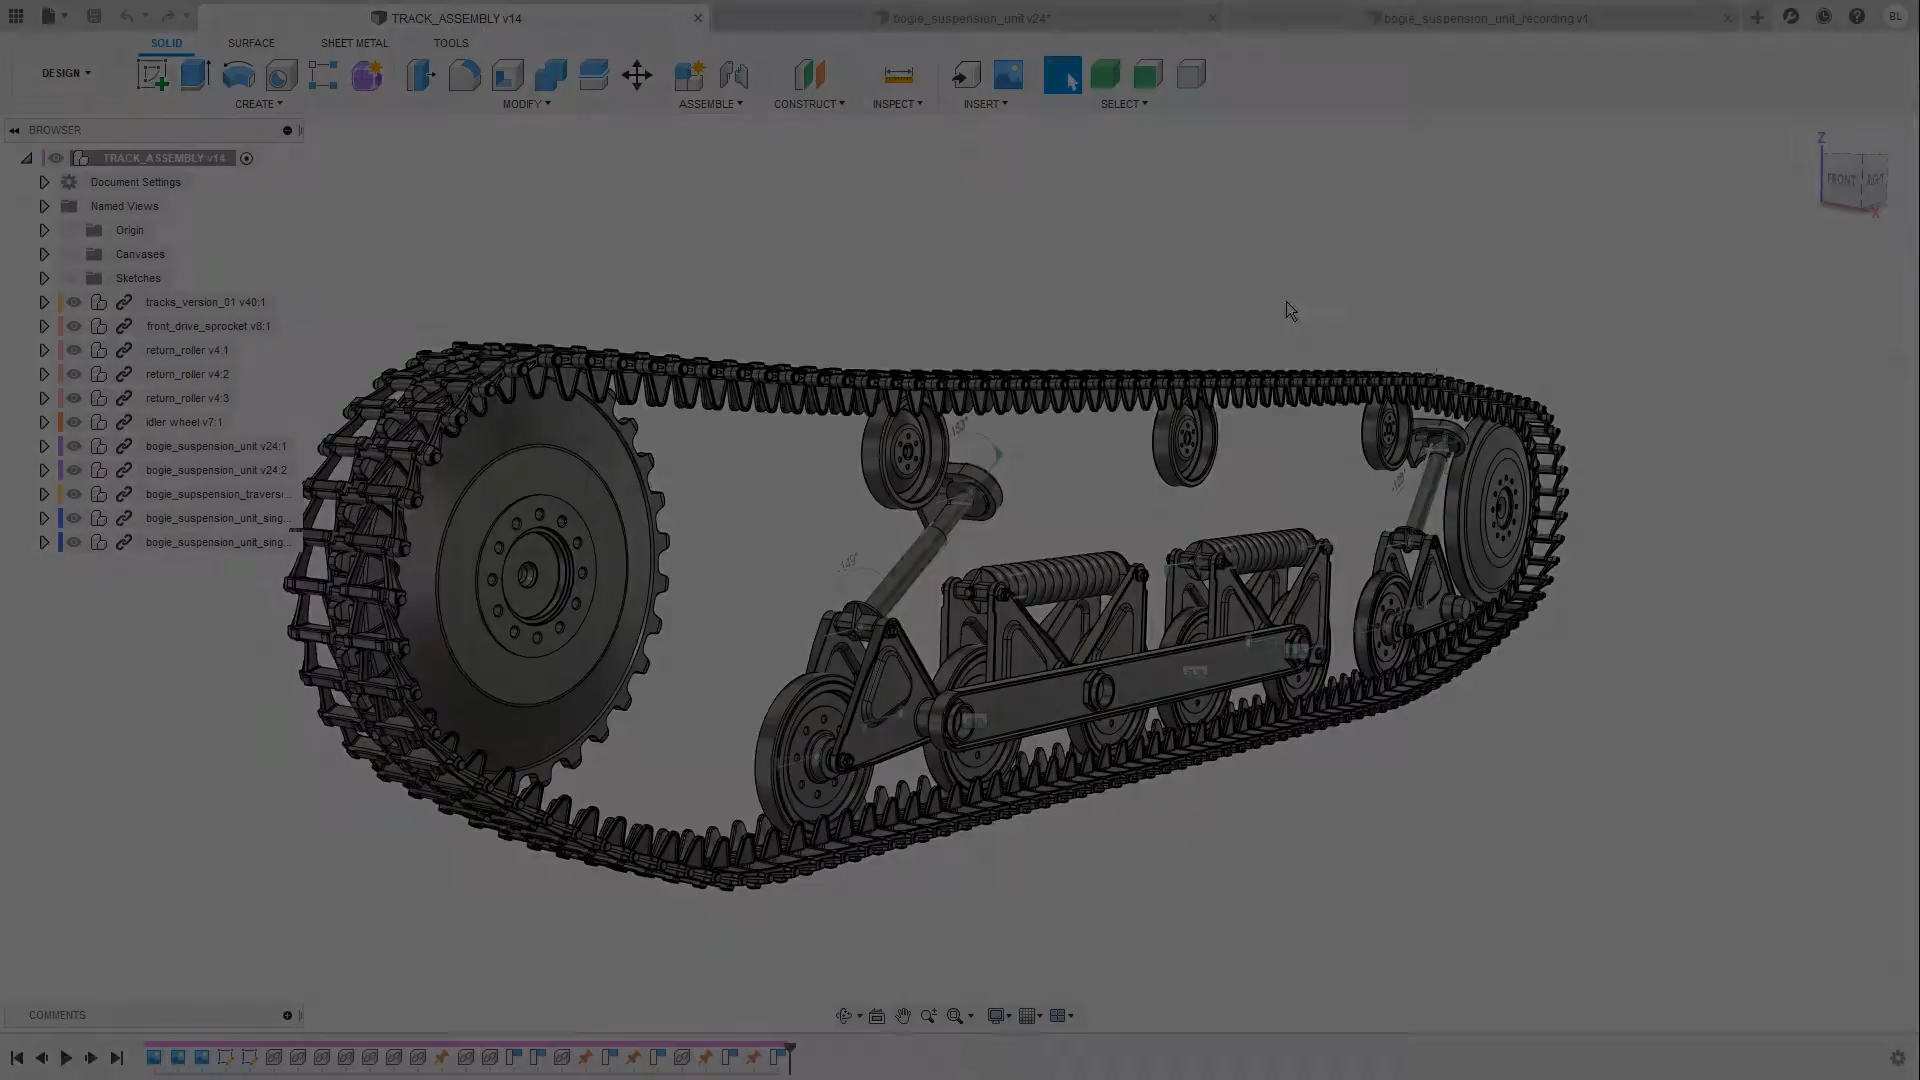 TRACK_ASSEMBLY v14
bogie_suspension_unit v24*
bogie_suspension_unit_recording v1
BL
SOLID
SURFACE
SHEET METAL
TOOLS
DESIGN
CREATE
MODIFY
ASSEMBLE
CONSTRUCT
INSPECT
INSERT
SELECT
BROWSER
TRACK_ASSEMBLY v14
Document Settings
Named Views
Origin
Canvases
Sketches
tracks_version_01 v40:1
front_drive_sprocket v8:1
return_roller v4:1
return_roller v4:2
return_roller v4:3
idler wheel v7:1
bogie_suspension_unit v24:1
bogie_suspension_unit v24:2
bogie_supspension_traversi...
bogie_suspension_unit_sing...
bogie_suspension_unit_sing...
Z
FRONT
RIGHT
X
COMMENTS